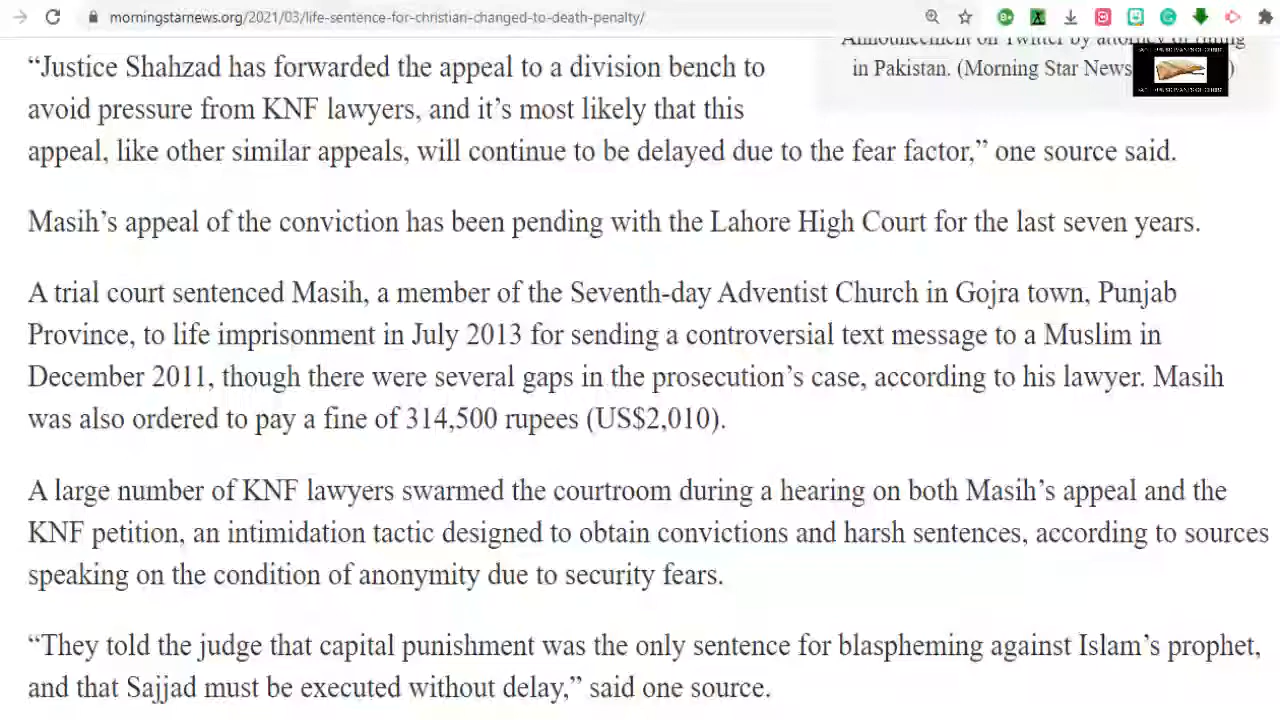 morningstarnews.org/2021/03/life-sentence-for-christian-changed-to-death-penalty/
Announcement on Twitter by attorney of ruling
in Pakistan. (Morning Star News )
“Justice Shahzad has forwarded the appeal to a division bench to
avoid pressure from KNF lawyers, and it’s most likely that this
appeal, like other similar appeals, will continue to be delayed due to the fear factor,” one source said.
Masih’s appeal of the conviction has been pending with the Lahore High Court for the last seven years.
A trial court sentenced Masih, a member of the Seventh-day Adventist Church in Gojra town, Punjab
Province, to life imprisonment in July 2013 for sending a controversial text message to a Muslim in
December 2011, though there were several gaps in the prosecution’s case, according to his lawyer. Masih
was also ordered to pay a fine of 314,500 rupees (US$2,010).
A large number of KNF lawyers swarmed the courtroom during a hearing on both Masih’s appeal and the
KNF petition, an intimidation tactic designed to obtain convictions and harsh sentences, according to sources
speaking on the condition of anonymity due to security fears.
“They told the judge that capital punishment was the only sentence for blaspheming against Islam’s prophet,
and that Sajjad must be executed without delay,” said one source.